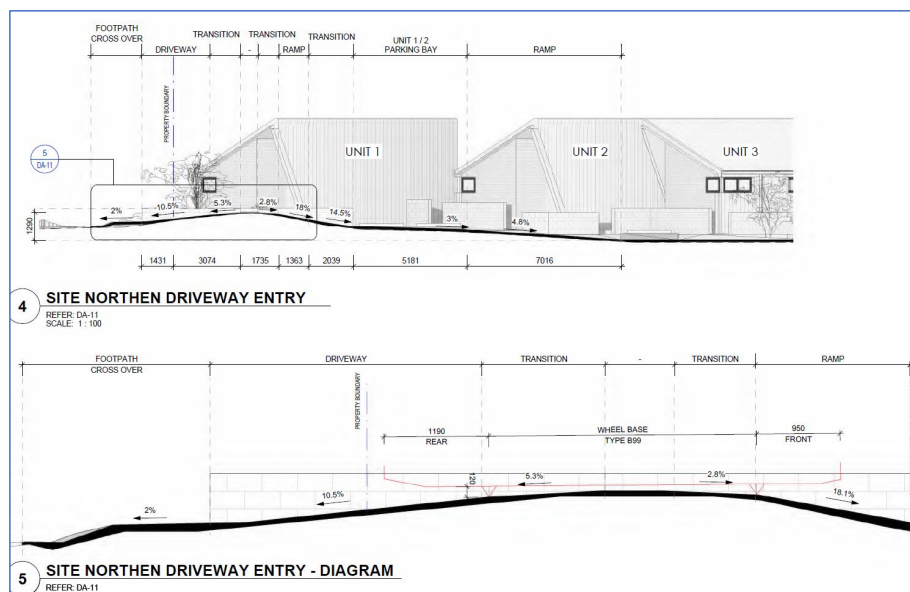 FOOTPATH
CROSS OVER
DRIVEWAY
TRANSITION
-
TRANSITION
RAMP
TRANSITION
UNIT 1 / 2
PARKING BAY
RAMP
PROPERTY BOUNDARY
5
DA-11
UNIT 1
UNIT 2
UNIT 3
2%
10.5%
5.3%
2.8%
18%
14.5%
3%
4.8%
1290
1431
3074
1735
1363
2039
5181
7016
4
SITE NORTHEN DRIVEWAY ENTRY
REFER: DA-11
SCALE: 1 : 100
FOOTPATH
CROSS OVER
DRIVEWAY
TRANSITION
-
TRANSITION
RAMP
PROPERTY BOUNDARY
1190
REAR
WHEEL BASE
TYPE B99
950
FRONT
120
5.3%
2.8%
10.5%
18.1%
2%
5
SITE NORTHEN DRIVEWAY ENTRY - DIAGRAM
REFER: DA-11